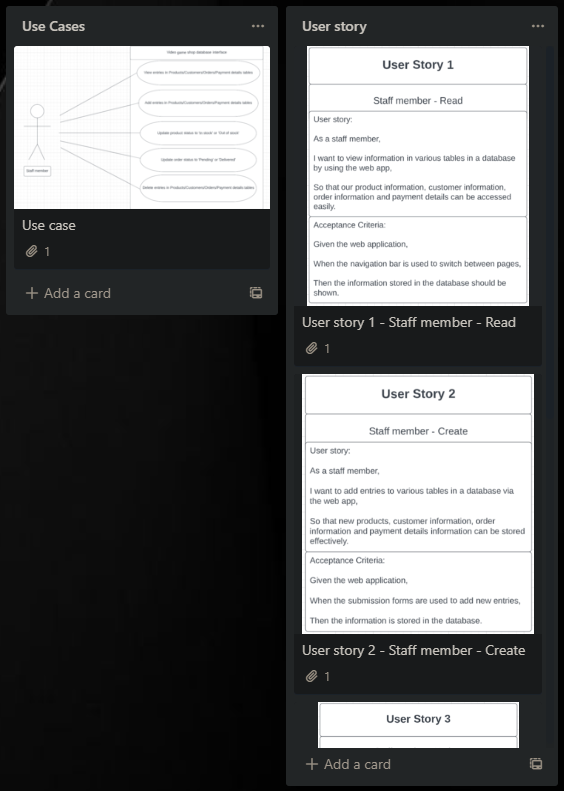 Use Cases
Video game shop database interface
View entries in Products/Customers/Orders/Payment details tables
Add entries in Products/Customers/Orders/Payment details tables
Update product status to 'In stock' or 'Out of stock'
Update order status to 'Pending' or 'Delivered'
Delete entries in Products/Customers/Orders/Payment details tables
Staff member
Use case
1
+ Add a card
User story
User Story 1
Staff member - Read
User story:
As a staff member,
I want to view information in various tables in a database
by using the web app,
So that our product information, customer information,
order information and payment details can be accessed
easily.
Acceptance Criteria:
Given the web application,
When the navigation bar is used to switch between pages,
Then the information stored in the database should be
shown.
User story 1 - Staff member - Read
1
User Story 2
Staff member - Create
User story:
As a staff member,
I want to add entries to various tables in a database via
the web app,
So that new products, customer information, order
information and payment details information can be stored
effectively.
Acceptance Criteria:
Given the web application,
When the submission forms are used to add new entries,
Then the information is stored in the database.
User story 2 - Staff member - Create
1
User Story 3
+ Add a card